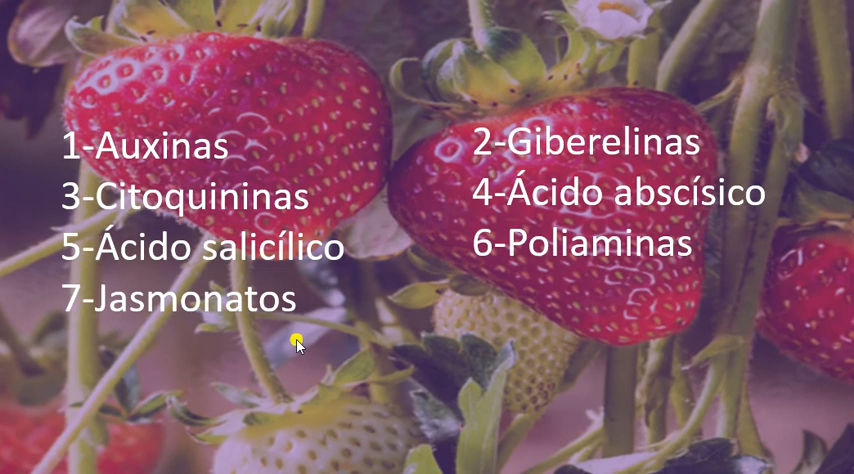 1-Auxinas
2-Giberelinas
3-Citoquininas
4-Ácido abscísico
5-Ácido salicílico
6-Poliaminas
7-Jasmonatos